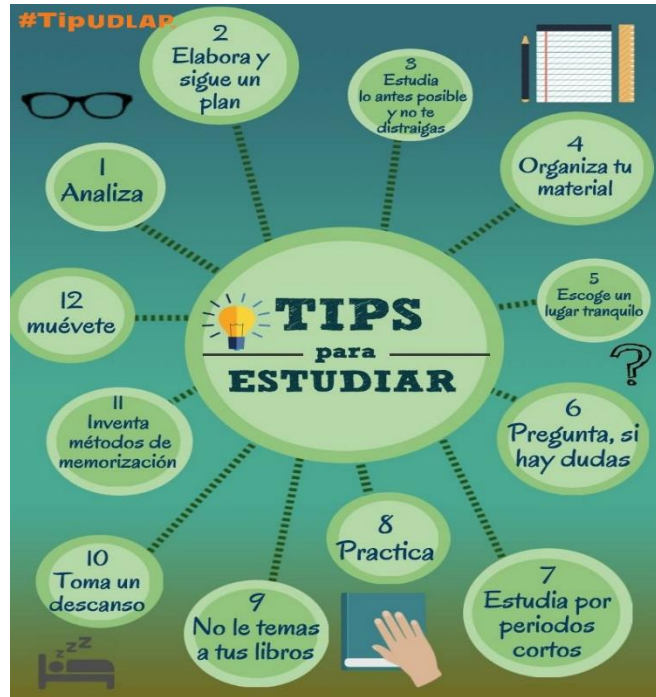 #TipUDLAR
TIPS
para
ESTUDIAR
1
Analiza
2
Elabora y
sigue un
plan
3
Estudia
lo antes posible
y no te
distraigas
4
Organiza tu
material
5
Escoge un
lugar tranquilo
6
Pregunta, si
hay dudas
7
Estudia por
periodos
cortos
8
Practica
9
No le temas
a tus libros
10
Toma un
descanso
11
Inventa
métodos de
memorización
12
muévete
?
zzZ